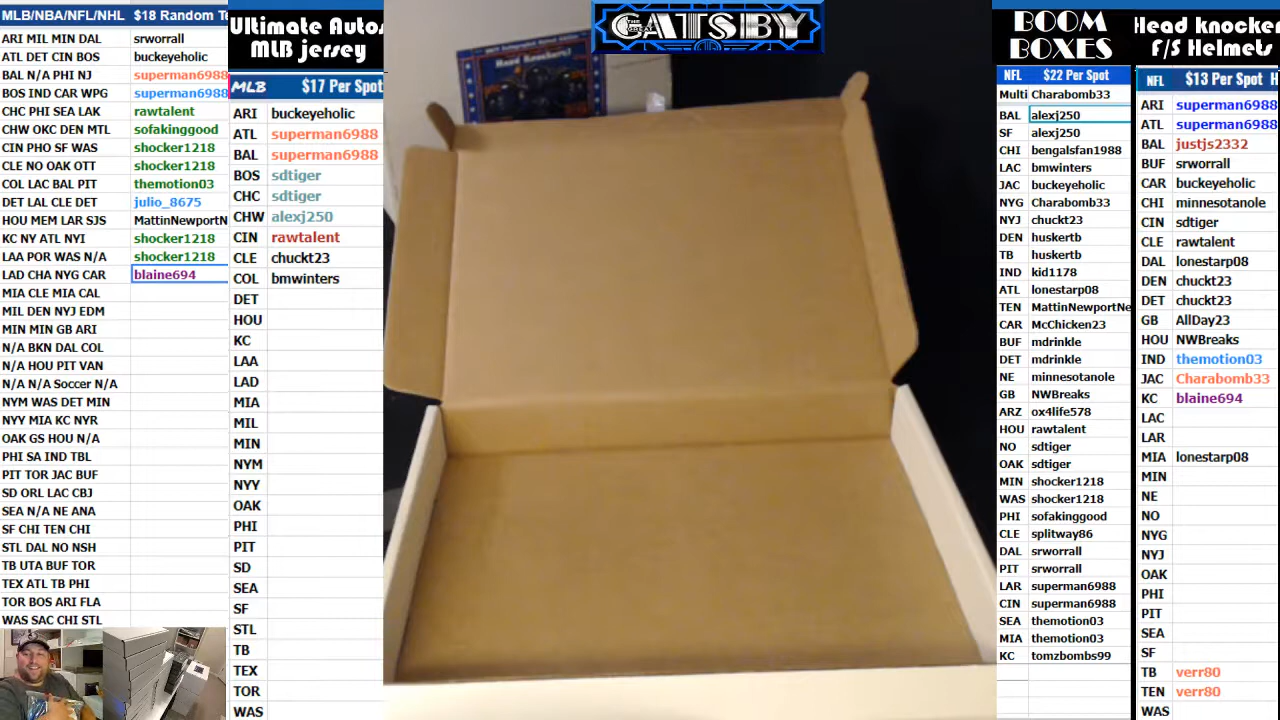 MLB/NBA/NFL/NHL $18 Random Te
ARI MIL MIN DAL srworrall
ATL DET CIN BOS buckeyeholic
BAL N/A PHI NJ superman6988
BOS IND CAR WPG superman6988
CHC PHI SEA LAK rawtalent
CHW OKC DEN MTL sofakinggood
CIN PHO SF WAS shocker1218
CLE NO OAK OTT shocker1218
COL LAC BAL PIT themotion03
DET LAL CLE DET julio_8675
HOU MEM LAR SJS MattinNewportN
KC NY ATL NYI shocker1218
LAA POR WAS N/A shocker1218
LAD CHA NYG CAR blaine694
MIA CLE MIA CAL
MIL DEN NYJ EDM
MIN MIN GB ARI
N/A BKN DAL COL
N/A HOU PIT VAN
N/A N/A Soccer N/A
NYM WAS DET MIN
NYY MIA KC NYR
OAK GS HOU N/A
PHI SA IND TBL
PIT TOR JAC BUF
SD ORL LAC CBJ
SEA N/A NE ANA
SF CHI TEN CHI
STL DAL NO NSH
TB UTA BUF TOR
TEX ATL TB PHI
TOR BOS ARI FLA
WAS SAC CHI STL
Ultimate Autos
MLB jersey
MLB $17 Per Spot
ARI buckeyeholic
ATL superman6988
BAL superman6988
BOS sdtiger
CHC sdtiger
CHW alexj250
CIN rawtalent
CLE chuckt23
COL bmwinters
DET
HOU
KC
LAA
LAD
MIA
MIL
MIN
NYM
NYY
OAK
PHI
PIT
SD
SEA
SF
STL
TB
TEX
TOR
WAS
THE GREAT
GATSBY
Head Knockers
BOOM
BOXES
NFL $22 Per Spot
Multi Charabomb33
BAL alexj250
SF alexj250
CHI bengalsfan1988
LAC bmwinters
JAC buckeyeholic
NYG Charabomb33
NYJ chuckt23
DEN huskertb
TB huskertb
IND kid1178
ATL lonestarp08
TEN MattinNewportNe
CAR McChicken23
BUF mdrinkle
DET mdrinkle
NE minnesotanole
GB NWBreaks
ARZ ox4life578
HOU rawtalent
NO sdtiger
OAK sdtiger
MIN shocker1218
WAS shocker1218
PHI sofakinggood
CLE splitway86
DAL srworrall
PIT srworrall
LAR superman6988
CIN superman6988
SEA themotion03
MIA themotion03
KC tomzbombs99
Head knocker
F/S Helmets
NFL $13 Per Spot H
ARI superman6988
ATL superman6988
BAL justjs2332
BUF srworrall
CAR buckeyeholic
CHI minnesotanole
CIN sdtiger
CLE rawtalent
DAL lonestarp08
DEN chuckt23
DET chuckt23
GB AllDay23
HOU NWBreaks
IND themotion03
JAC Charabomb33
KC blaine694
LAC
LAR
MIA lonestarp08
MIN
NE
NO
NYG
NYJ
OAK
PHI
PIT
SEA
SF
TB verr80
TEN verr80
WAS